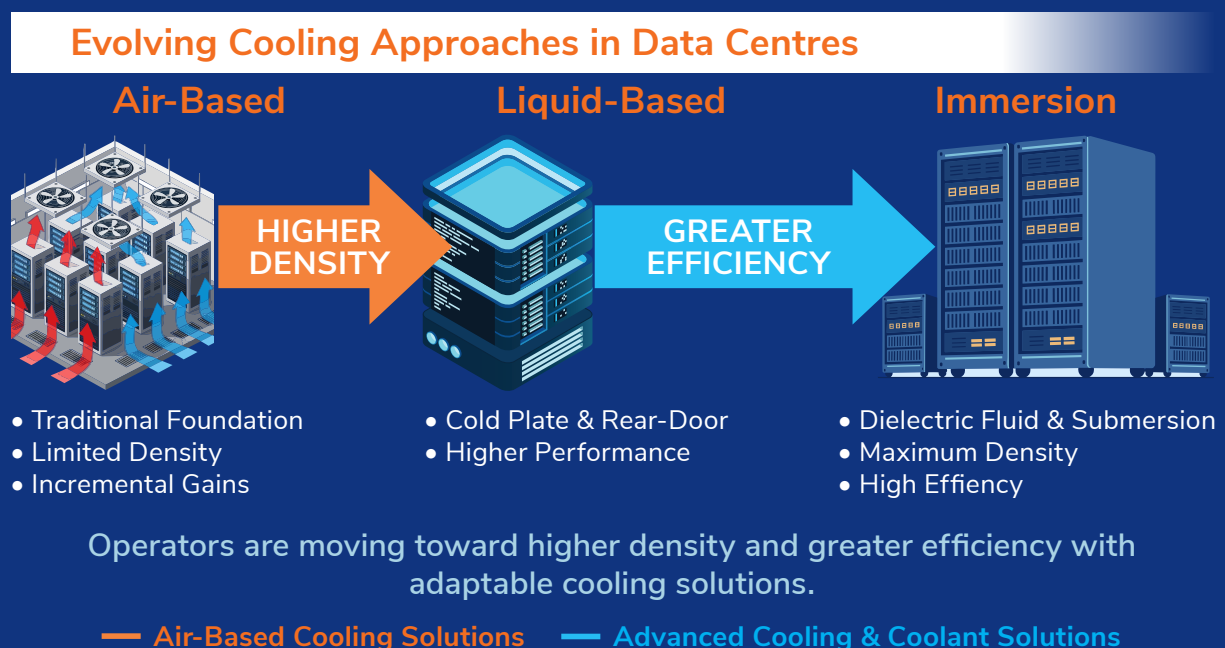 Evolving Cooling Approaches in Data Centres
Air-Based
Liquid-Based
Immersion
HIGHER
DENSITY
GREATER
EFFICIENCY
• Traditional Foundation
• Limited Density
• Incremental Gains
• Cold Plate & Rear-Door
• Higher Performance
• Dielectric Fluid & Submersion
• Maximum Density
• High Effiency
Operators are moving toward higher density and greater efficiency with
adaptable cooling solutions.
Air-Based Cooling Solutions
Advanced Cooling & Coolant Solutions